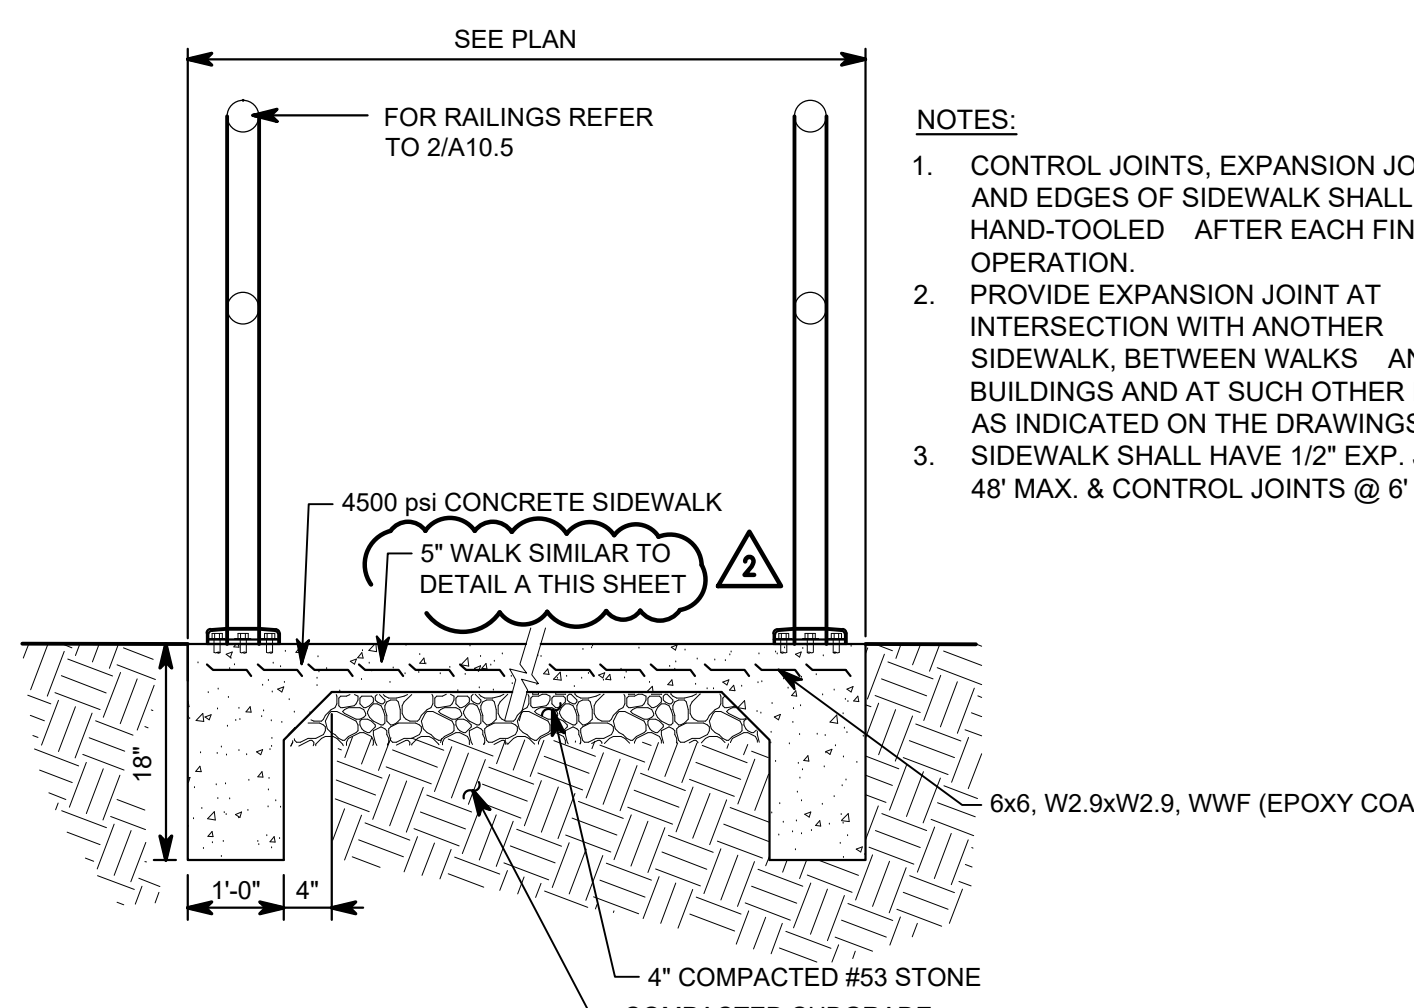 SEE PLAN
FOR RAILINGS REFER
TO 2/A10.5
NOTES:
1. CONTROL JOINTS, EXPANSION
AND EDGES OF SIDEWALK SHALL
HAND-TOOLED AFTER EACH
OPERATION.
2. PROVIDE EXPANSION JOINT AT
INTERSECTION WITH ANOTHER
SIDEWALK, BETWEEN WALKS
BUILDINGS AND AT SUCH OTHER
AS INDICATED ON THE DRAWINGS
3. SIDEWALK SHALL HAVE 1/2" EXP.
48' MAX. & CONTROL JOINTS @ 6'
4500 psi CONCRETE SIDEWALK
5" WALK SIMILAR TO
DETAIL A THIS SHEET
2
18"
6x6, W2.9xW2.9, WWF (EPOXY
1'-0"
4"
4" COMPACTED #53 STONE
COMPACTED SUBGRADE